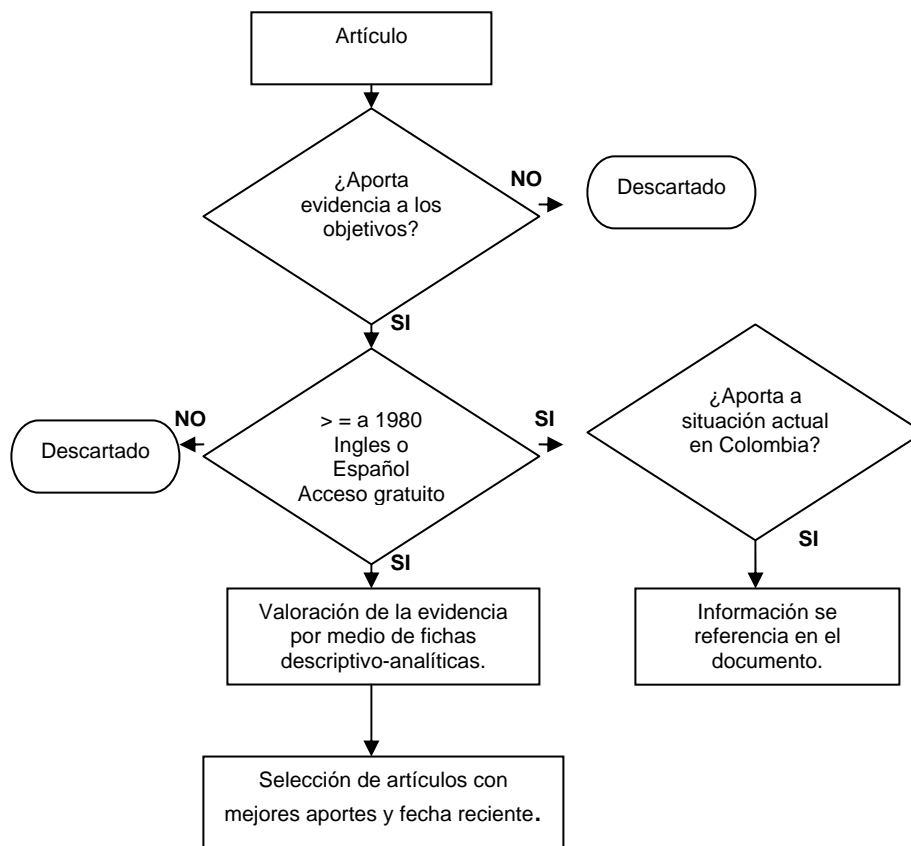 Artículo
¿Aporta
evidencia a los
objetivos?
NO
Descartado
SI
NO
Descartado
> = a 1980
Ingles o
Español
Acceso gratuito
SI
¿Aporta a
situación actual
en Colombia?
SI
SI
Valoración de la evidencia
por medio de fichas
descriptivo-analíticas.
Información se
referencia en el
documento.
Selección de artículos con
mejores aportes y fecha reciente.